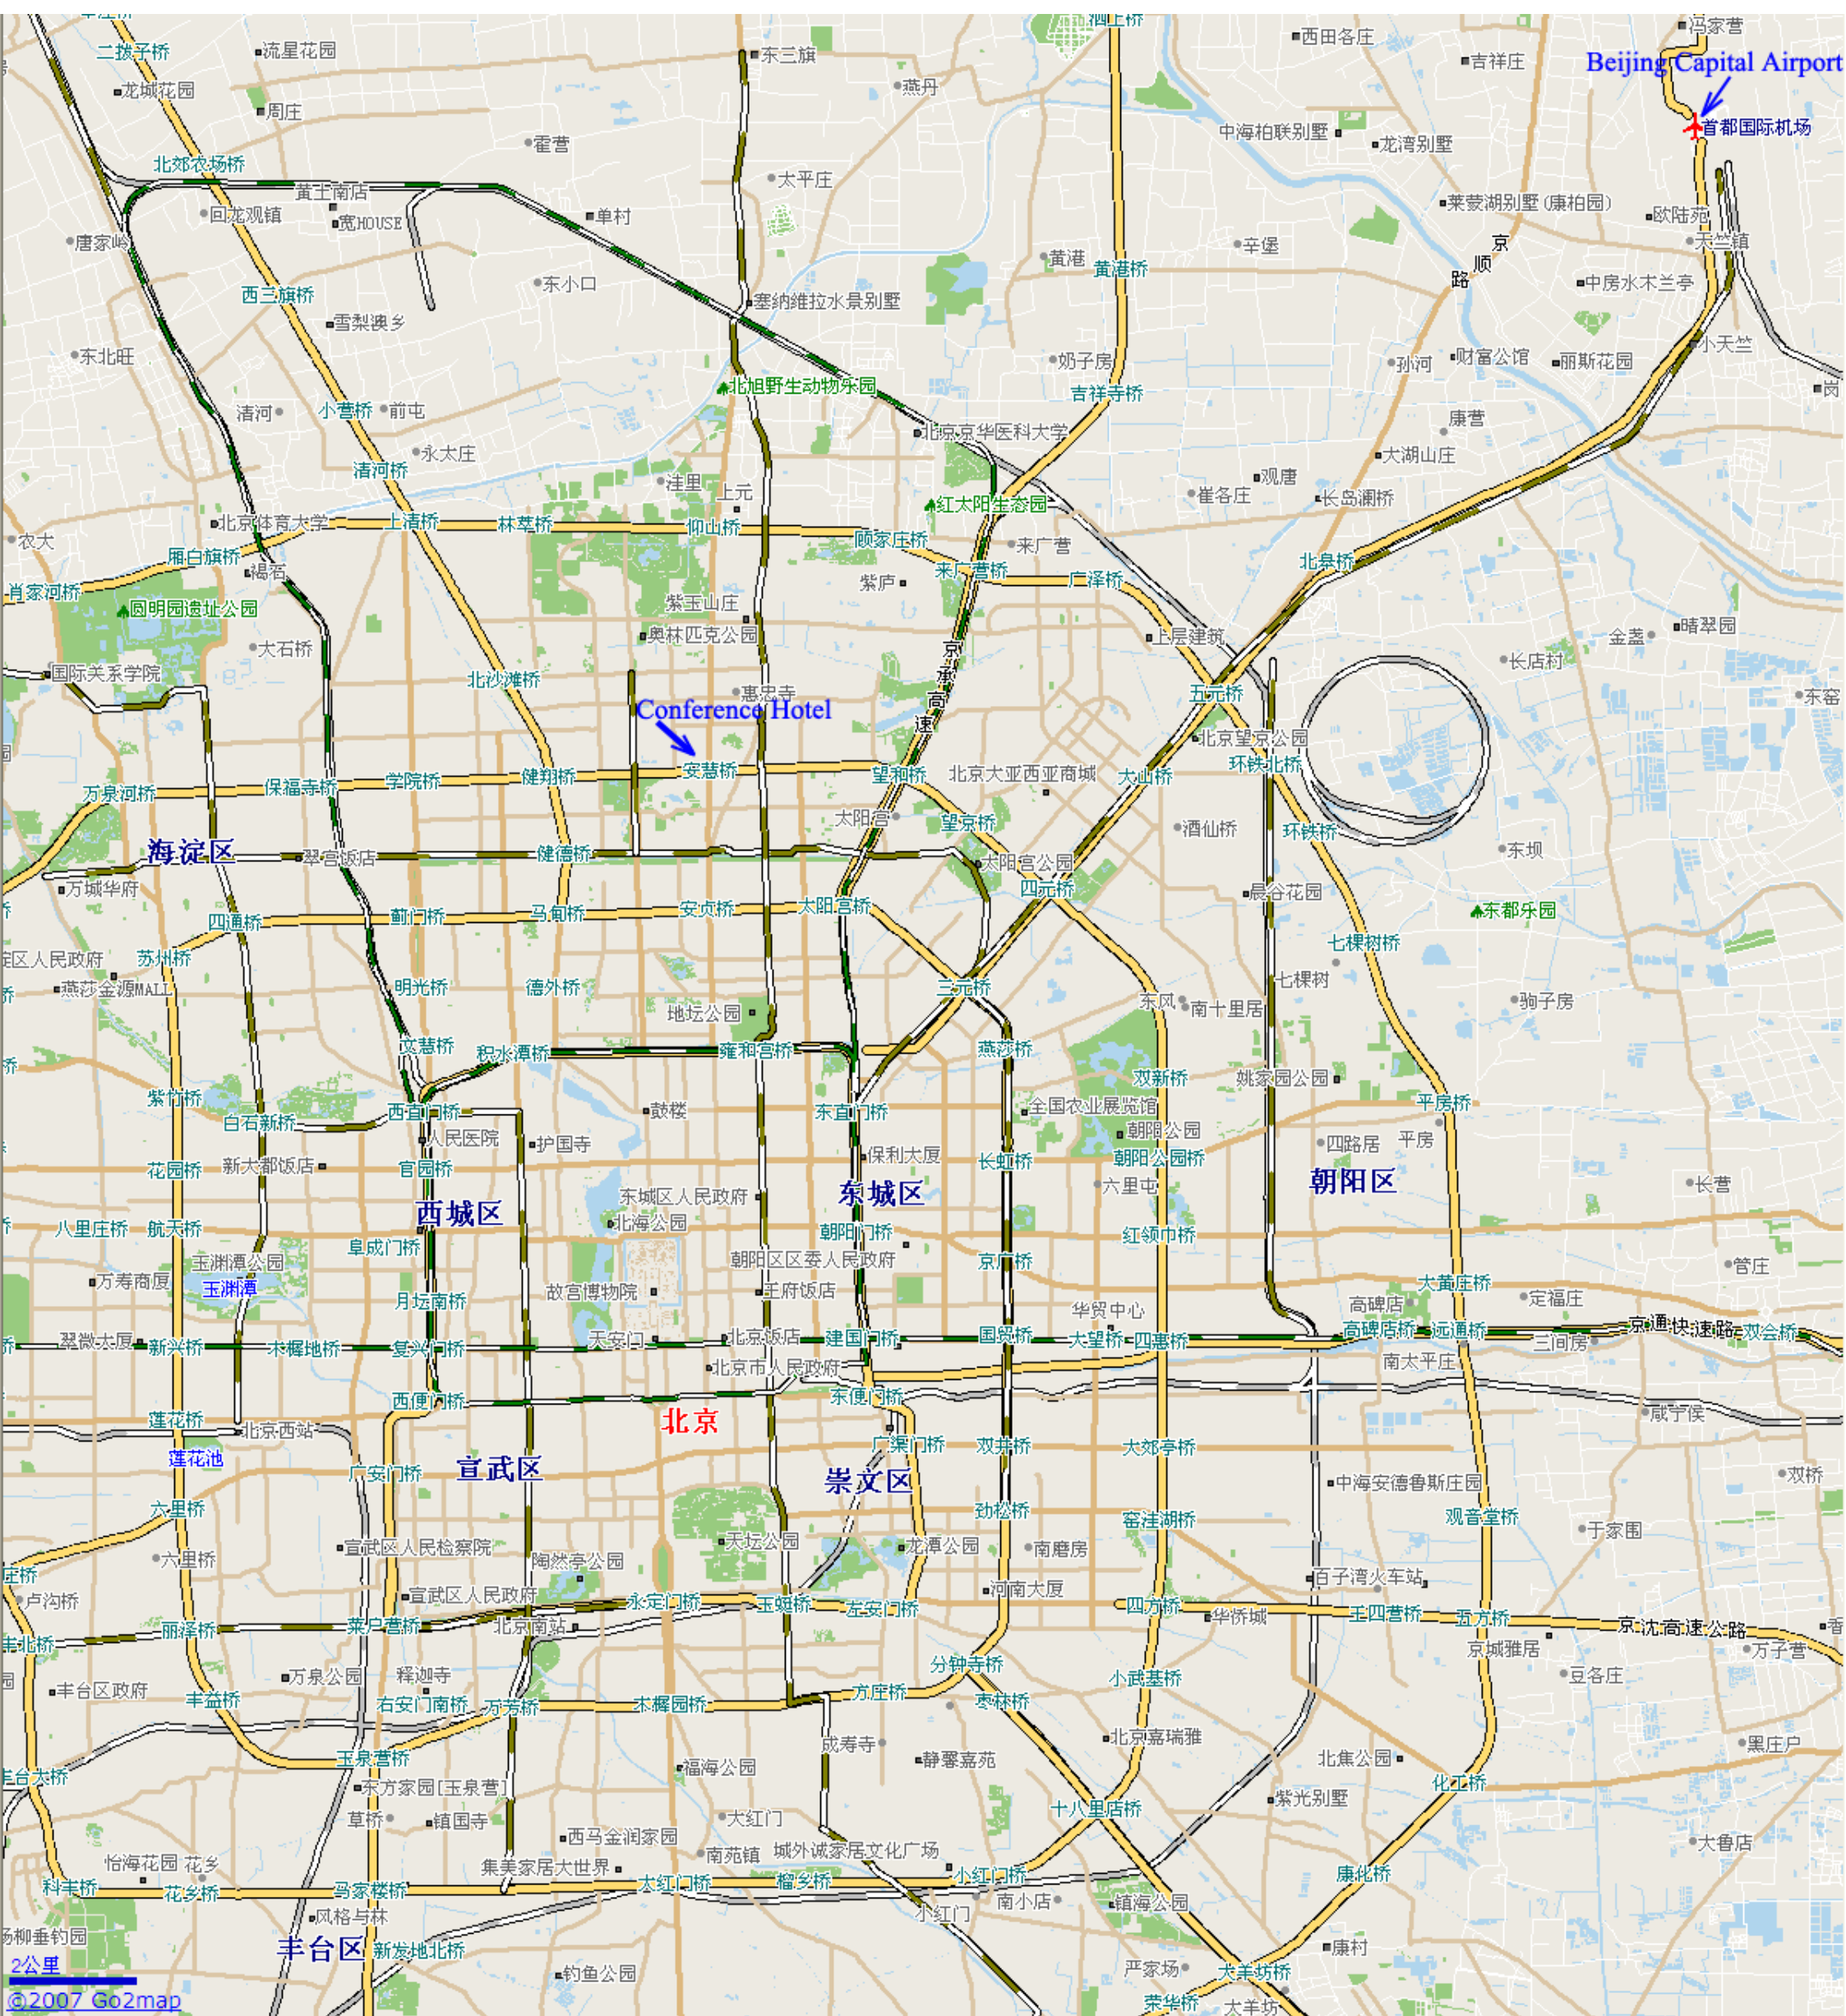 二拨子桥
流星花园
东三旗
西田各庄
冯家营
吉祥庄
Beijing Capital Airport
龙城花园
燕丹
周庄
首都国际机场
中海柏联别墅
龙湾别墅
霍营
北郊农场桥
太平庄
黄土南店
莱蒙湖别墅(康柏园)
回龙观镇
宽HOUSE
单村
欧陆苑
唐家岭
辛堡
京
顺
路
天竺镇
黄港
黄港桥
东小口
中房水木兰亭
西三旗桥
塞纳维拉水景别墅
雪梨澳乡
小天竺
东北旺
奶子房
孙河
财富公馆
丽斯花园
北旭野生动物乐园
吉祥寺桥
岗
清河
小营桥
前屯
康营
北京京华医科大学
永太庄
大湖山庄
清河桥
洼里
观唐
上元
崔各庄
长岛澜桥
红太阳生态园
北京体育大学
上清桥
林萃桥
仰山桥
农大
顾家庄桥
来广营
厢白旗桥
北皋桥
褐石
来广营桥
广泽桥
肖家河桥
紫庐
圆明园遗址公园
紫玉山庄
奥林匹克公园
上层建筑
金盏
晴翠园
大石桥
京
承
高
速
长店村
国际关系学院
北沙滩桥
惠忠寺
五元桥
东窑
Conference Hotel
北京望京公园
安慧桥
望和桥
北京大亚西亚商城
大山桥
环铁北桥
学院桥
健翔桥
保福寺桥
万泉河桥
太阳宫
望京桥
酒仙桥
环铁桥
海淀区
翠宫饭店
健德桥
东坝
太阳宫公园
万城华府
四元桥
晨谷花园
四通桥
蓟门桥
马甸桥
安贞桥
太阳宫桥
东都乐园
苏州桥
七棵树桥
区人民政府
燕莎金源MALL
明光桥
德外桥
三元桥
七棵树
东风
南十里居
驹子房
地坛公园
文慧桥
积水潭桥
雍和宫桥
燕莎桥
双新桥
姚家园公园
紫竹桥
白石新桥
西直门桥
鼓楼
东直门桥
全国农业展览馆
平房桥
人民医院
护国寺
朝阳公园
四路居
平房
花园桥
新大都饭店
官园桥
保利大厦
长虹桥
朝阳公园桥
朝阳区
东城区人民政府
东城区
六里屯
长营
西城区
八里庄桥
航天桥
北海公园
朝阳门桥
红领巾桥
阜成门桥
玉渊潭公园
朝阳区区委人民政府
京广桥
管庄
万寿商厦
玉渊潭
故宫博物院
王府饭店
大黄庄桥
月坛南桥
华贸中心
高碑店
定福庄
翠微大厦
新兴桥
木樨地桥
复兴门桥
天安门
北京饭店
建国门桥
国贸桥
大望桥
四惠桥
高碑店桥
远通桥
京通快速路
双会桥
三间房
北京市人民政府
南太平庄
西便门桥
东便门桥
莲花桥
北京
咸宁侯
北京西站
广渠门桥
双井桥
大郊亭桥
莲花池
广安门桥
宣武区
崇文区
中海安德鲁斯庄园
双桥
六里桥
劲松桥
窑洼湖桥
观音堂桥
于家围
宣武区人民检察院
天坛公园
龙潭公园
南磨房
六里桥
陶然亭公园
庄桥
卢沟桥
宣武区人民政府
河南大厦
百子湾火车站
永定门桥
玉蜓桥
左安门桥
四方桥
华侨城
王四营桥
五方桥
京沈高速公路
香
丰北桥
丽泽桥
菜户营桥
北京南站
京城雅居
万子营
万泉公园
释迦寺
分钟寺桥
小武基桥
豆各庄
园
丰台区政府
丰益桥
右安门南桥
万芳桥
木樨园桥
方庄桥
枣林桥
玉泉营桥
成寿寺
静馨嘉苑
北京嘉瑞雅
北焦公园
黑庄户
丰台大桥
福海公园
东方家园[玉泉营]
化工桥
草桥
镇国寺
大红门
十八里店桥
紫光别墅
西马金润家园
城外诚家居文化广场
大鲁店
怡海花园
花乡
集美家居大世界
南苑镇
小红门桥
康化桥
科丰桥
花乡桥
马家楼桥
大红门桥
榴乡桥
南小店
镇海公园
风格与林
小红门
杨柳垂钓园
丰台区
新发地北桥
康村
2公里
钓鱼公园
严家场
大羊坊桥
©2007 Go2map
荣华桥
大羊坊